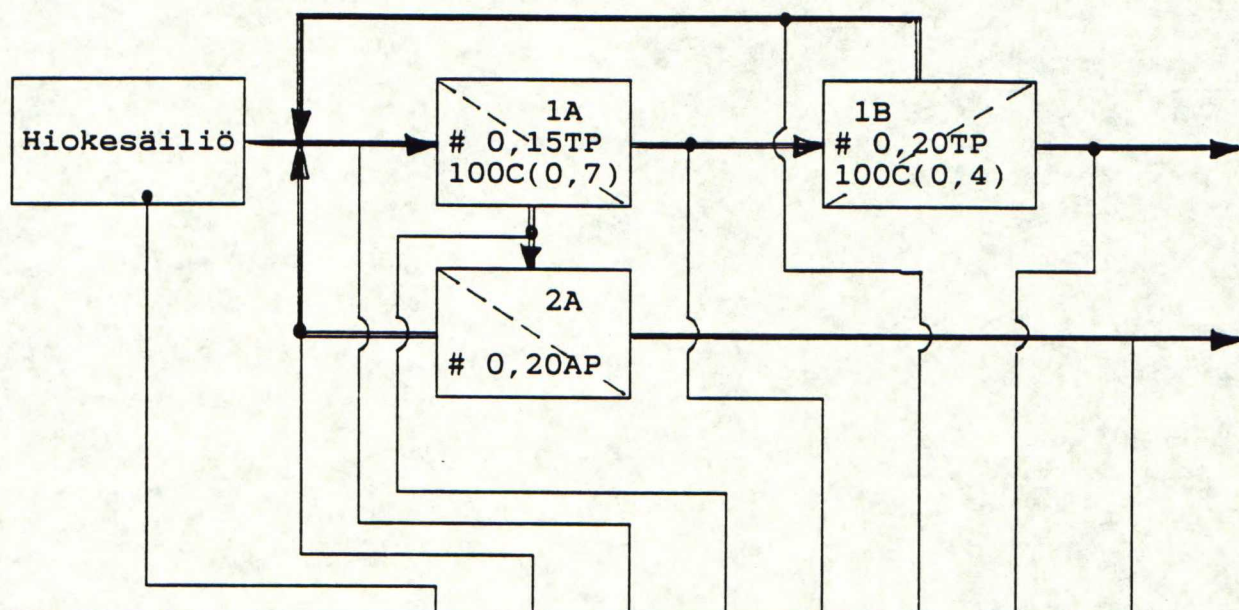 Hiokesäiliö
1A
# 0,15TP
100C(0,7)
1B
# 0,20TP
100C(0,4)
2A
# 0,20AP